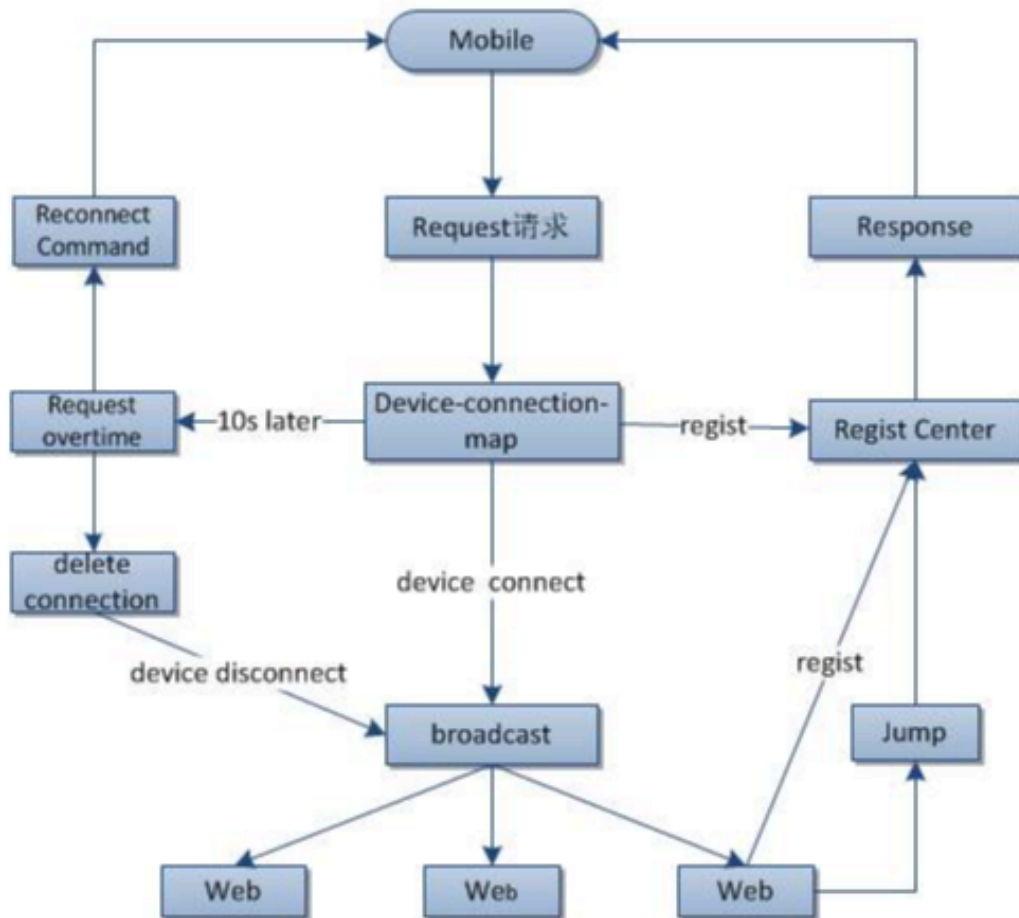 Mobile
Reconnect
Command
Request请求
Response
Request
overtime
10s later
Device-connection-
map
regist
Regist Center
delete
connection
device connect
device disconnect
regist
broadcast
Jump
Web
Web
Web